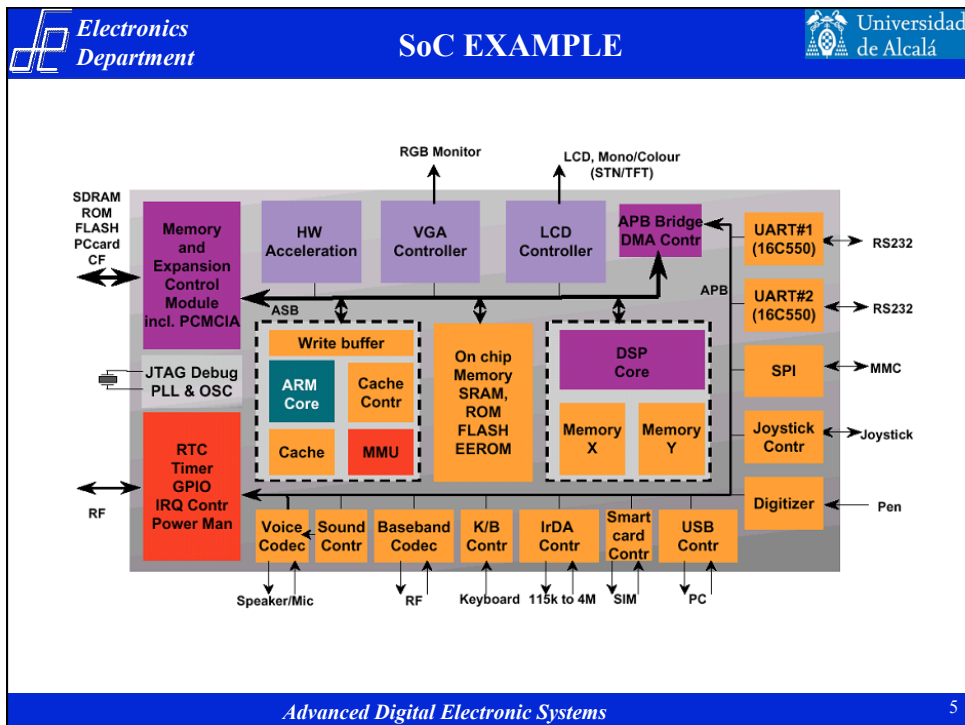 Electronics
Department
SoC EXAMPLE
Universidad
de Alcalá
RGB Monitor
LCD, Mono/Colour
(STN/TFT)
SDRAM
ROM
FLASH
PCcard
CF
Memory
and
Expansion
Control
Module
incl. PCMCIA
HW
Acceleration
VGA
Controller
LCD
Controller
APB Bridge
DMA Contr
UART#1
(16C550)
RS232
ASB
APB
UART#2
(16C550)
RS232
Write buffer
ARM
Core
Cache
Contr
Cache
MMU
On chip
Memory
SRAM,
ROM
FLASH
EEROM
DSP
Core
Memory
X
Memory
Y
SPI
MMC
JTAG Debug
PLL & OSC
Joystick
Contr
Joystick
RTC
Timer
GPIO
IRQ Contr
Power Man
RF
Digitizer
Pen
Voice
Codec
Sound
Contr
Baseband
Codec
K/B
Contr
IrDA
Contr
Smart
card
Contr
USB
Contr
Speaker/Mic
RF
Keyboard
115k to 4M
SIM
PC
Advanced Digital Electronic Systems
5